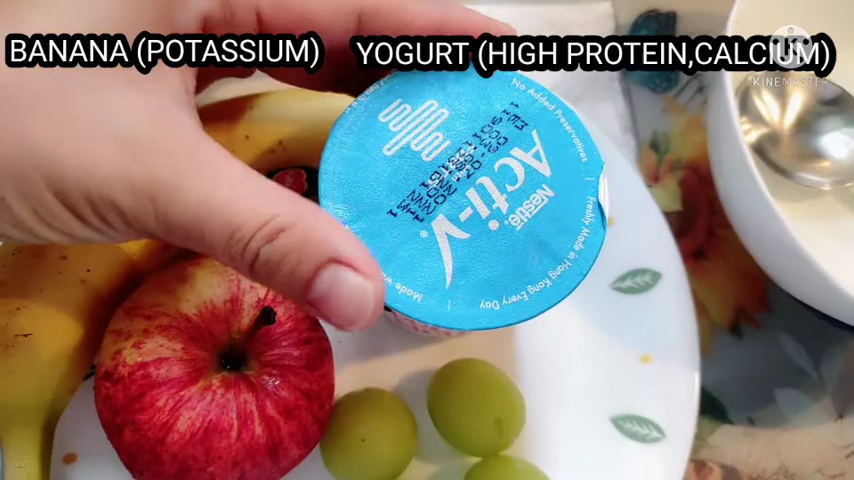 BANANA (POTASSIUM)
YOGURT (HIGH PROTEIN,CALCIUM)
KINEMASTER
No Added Preservatives
Nestlé
Acti-V
Freshly Made in Hong Kong Every Day